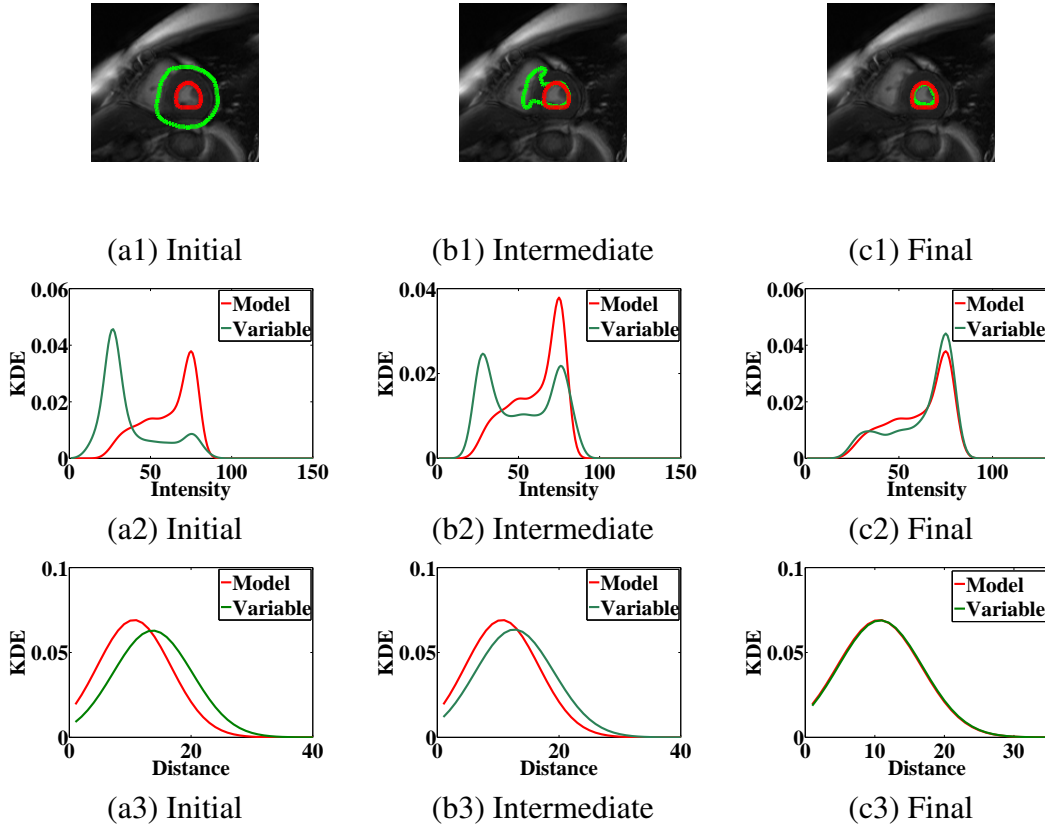 (a1) Initial
(b1) Intermediate
(c1) Final
0.06
0.04
0.02
0
KDE
Model
Variable
0
50
100
150
Intensity
0.04
0.02
0
KDE
Model
Variable
0
50
100
150
Intensity
0.06
0.04
0.02
0
KDE
Model
Variable
0
50
100
Intensity
(a2) Initial
(b2) Intermediate
(c2) Final
0.1
0.05
0
KDE
Model
Variable
0
20
40
Distance
0.1
0.05
0
KDE
Model
Variable
0
20
40
Distance
0.1
0.05
0
KDE
Model
Variable
0
10
20
30
Distance
(a3) Initial
(b3) Intermediate
(c3) Final